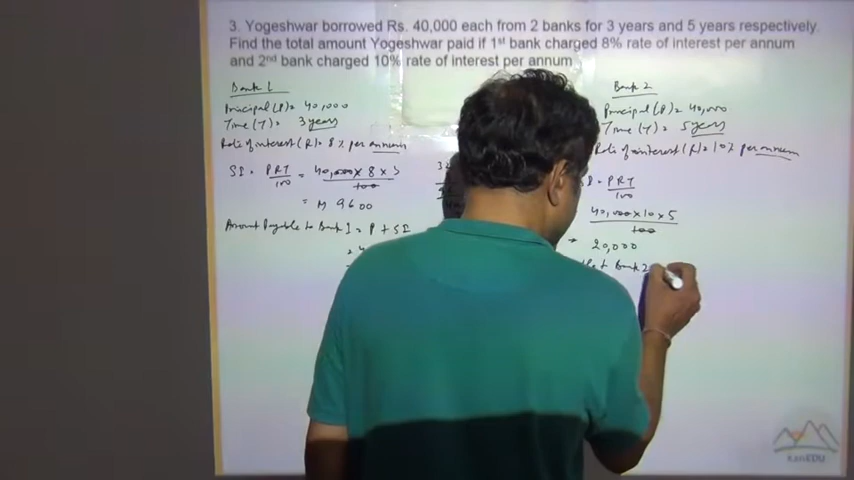 3. Yogeshwar borrowed Rs. 40,000 each from 2 banks for 3 years and 5 years respectively.
Find the total amount Yogeshwar paid if 1st bank charged 8% rate of interest per annum
and 2nd bank charged 10% rate of interest per annum
Bank 1
Principal (P) = 40,000
Time (T) = 3 years
Rate of interest (R) = 8% per annum
SI = PRT/100 = 40,000 x 8 x 3/100
= 9600
Amount Payable to Bank 1 = P + SI
Bank 2
Principal (P) = 40,000
Time (T) = 5 years
Rate of interest (R) = 10% per annum
= PRT/100
40,000 x 10 x 5/100
20,000
to Bank 2
KenEDU